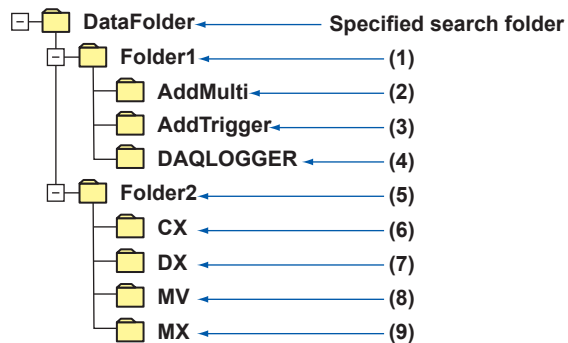 DataFolder Specified search folder
Folder1 (1)
AddMulti (2)
AddTrigger (3)
DAQLOGGER (4)
Folder2 (5)
CX (6)
DX (7)
MV (8)
MX (9)